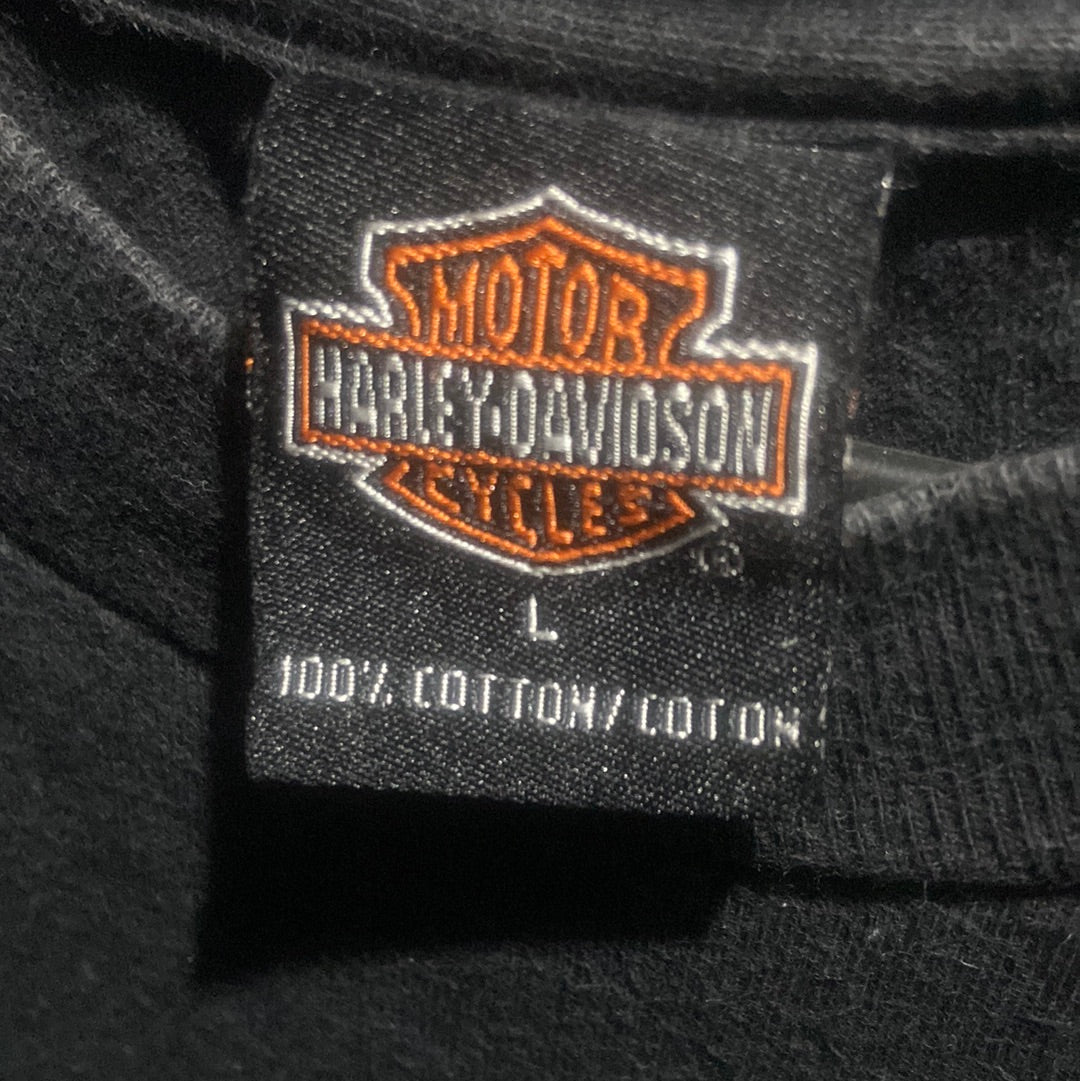 MOTOR
HARLEY-DAVIDSON
CYCLES
®
L
100% COTTON/COTON